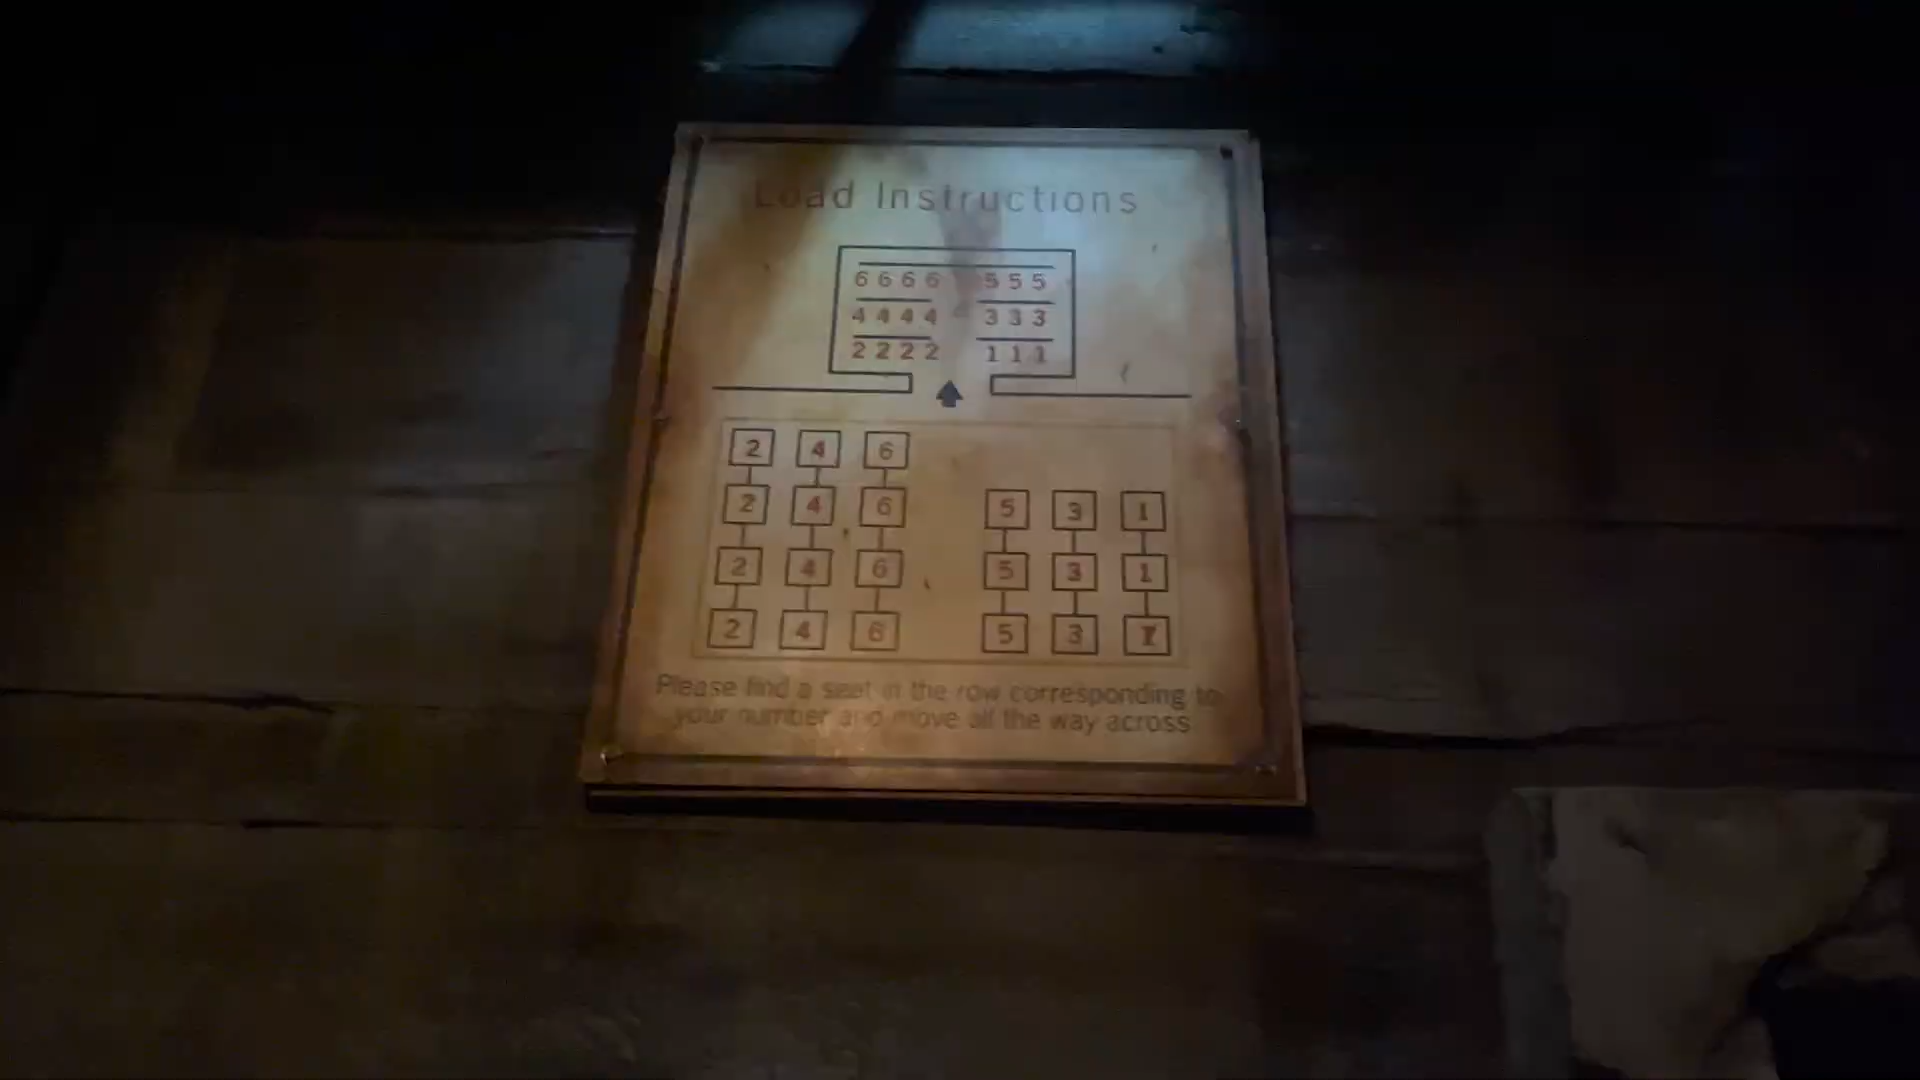 Load Instructions
6 6 6 6 5 5 5
4 4 4 4 3 3 3
2 2 2 2 1 1 1
2 4 6
2 4 6 5 3 1
2 4 6 5 3 1
2 4 6 5 3 1
Please find a seat in the row corresponding to
your number and move all the way across